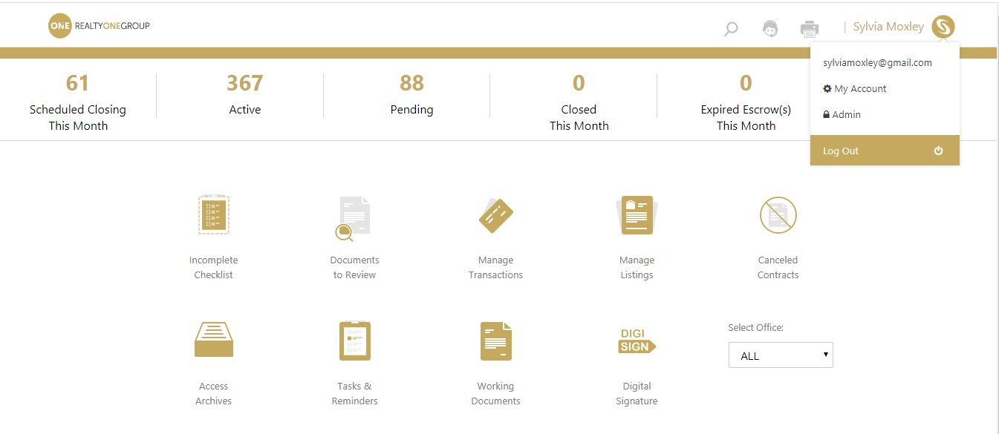 ONE REALTYONEGROUP
| Sylvia Moxley
sylviamoxley@gmail.com
My Account
Admin
Log Out
61
Scheduled Closing
This Month
367
Active
88
Pending
0
Closed
This Month
0
Expired Escrow(s)
This Month
Incomplete
Checklist
Documents
to Review
Manage
Transactions
Manage
Listings
Canceled
Contracts
Access
Archives
Tasks &
Reminders
Working
Documents
DIGI
SIGN
Digital
Signature
Select Office:
ALL